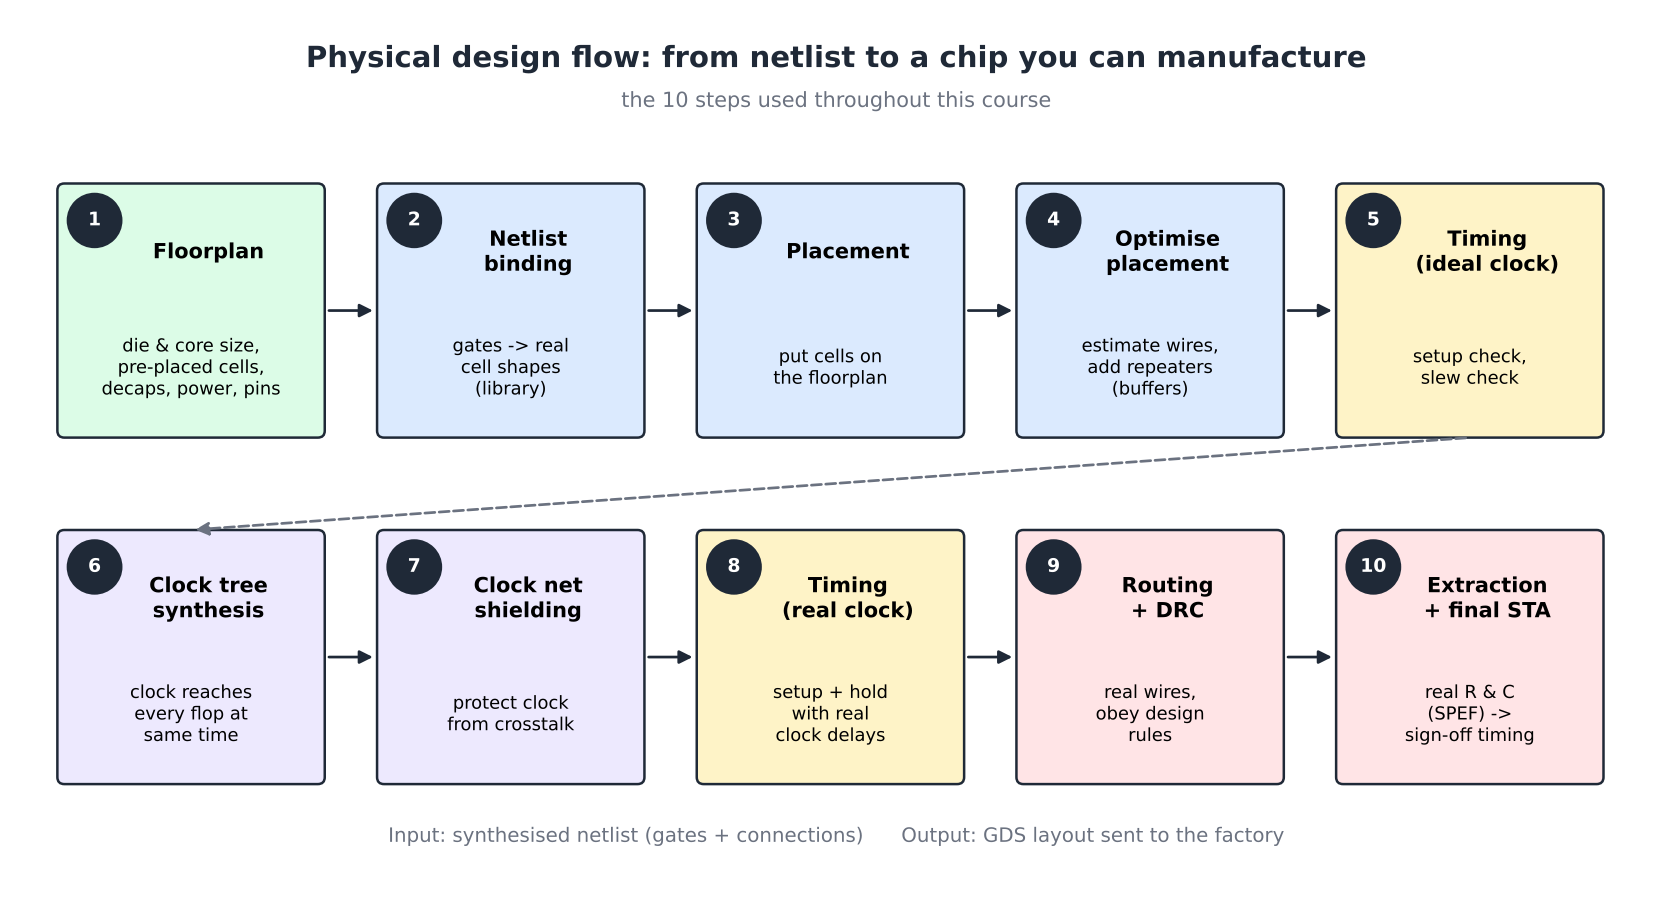 Physical design flow: from netlist to a chip you can manufacture
the 10 steps used throughout this course
1
Floorplan
die & core size,
pre-placed cells,
decaps, power, pins
2
Netlist
binding
gates -> real
cell shapes
(library)
3
Placement
put cells on
the floorplan
4
Optimise
placement
estimate wires,
add repeaters
(buffers)
5
Timing
(ideal clock)
setup check,
slew check
6
Clock tree
synthesis
clock reaches
every flop at
same time
7
Clock net
shielding
protect clock
from crosstalk
8
Timing
(real clock)
setup + hold
with real
clock delays
9
Routing
+ DRC
real wires,
obey design
rules
10
Extraction
+ final STA
real R & C
(SPEF) ->
sign-off timing
Input: synthesised netlist (gates + connections) Output: GDS layout sent to the factory